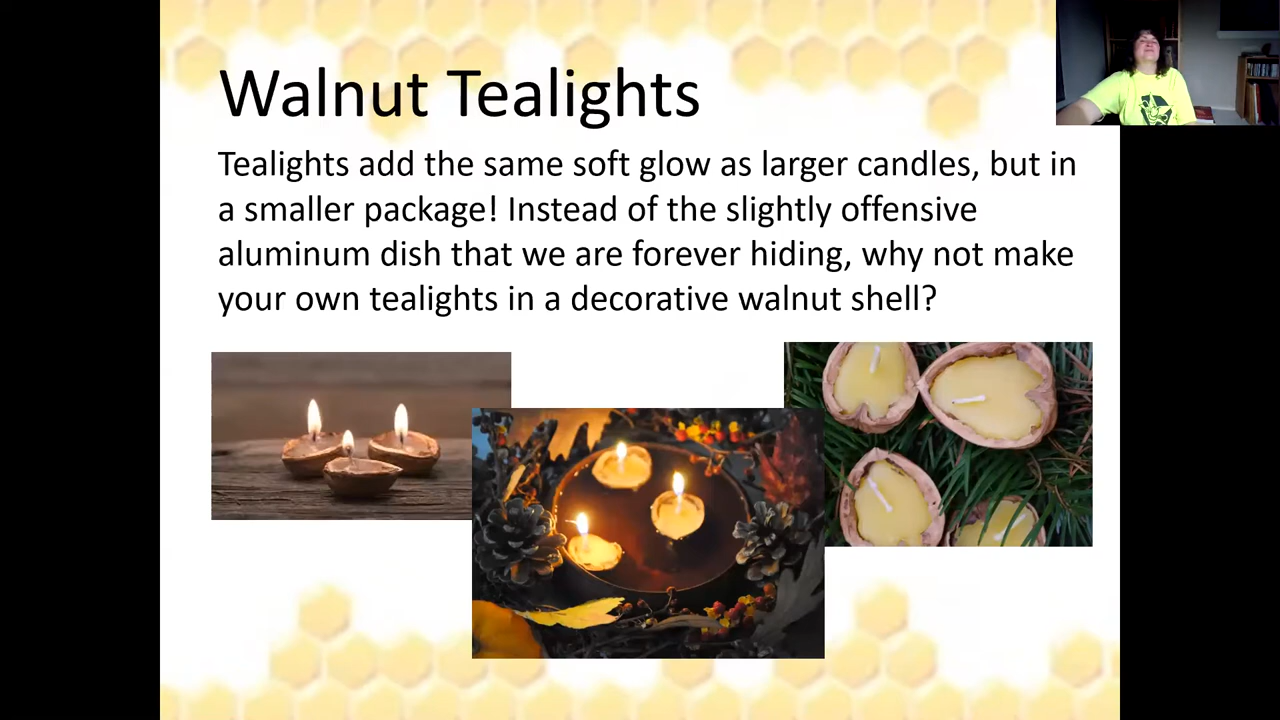 Walnut Tealights
Tealights add the same soft glow as larger candles, but in
a smaller package! Instead of the slightly offensive
aluminum dish that we are forever hiding, why not make
your own tealights in a decorative walnut shell?